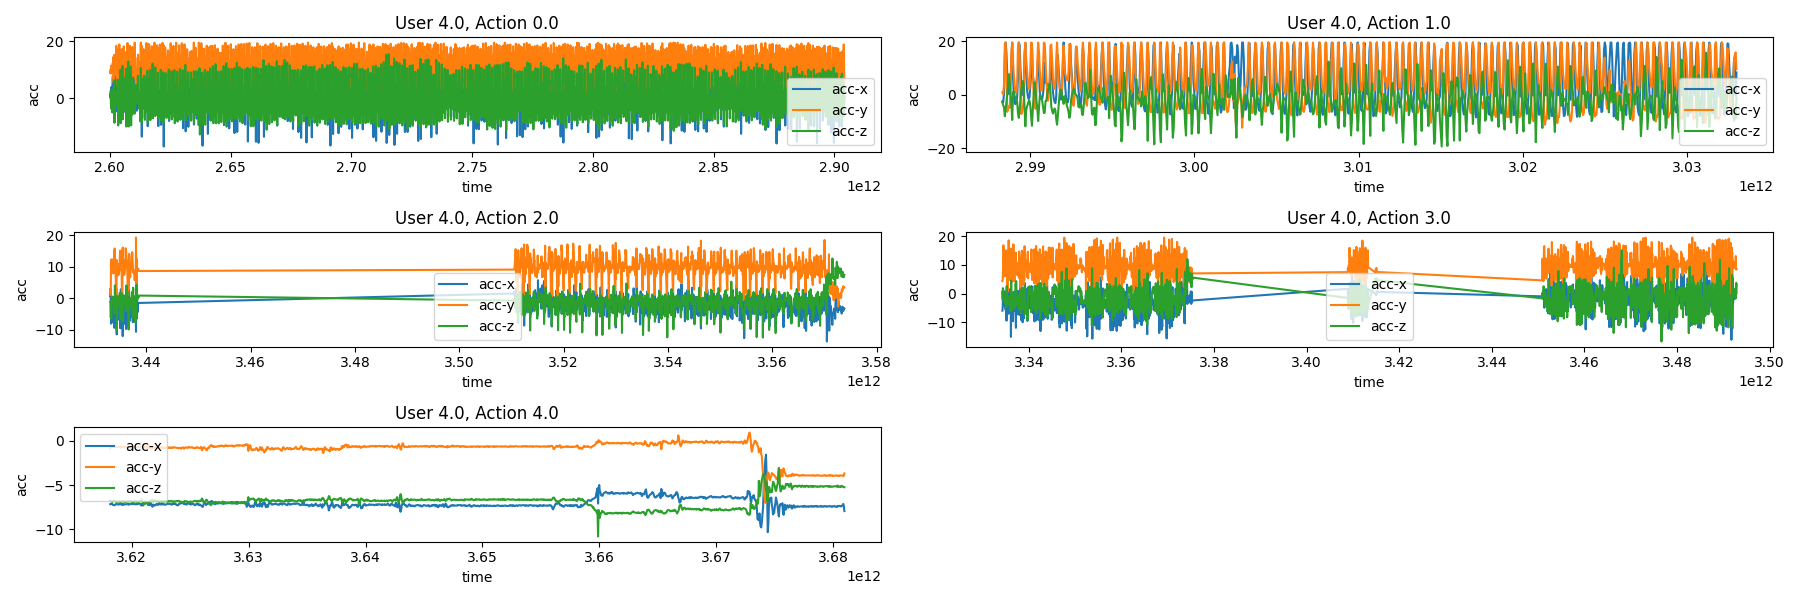 User 4.0, Action 0.0
acc
20
0
acc-x
acc-y
acc-z
2.60 2.65 2.70 2.75 2.80 2.85 2.90
time
1e12
User 4.0, Action 1.0
acc
20
0
−20
acc-x
acc-y
acc-z
2.99 3.00 3.01 3.02 3.03
time
1e12
User 4.0, Action 2.0
acc
20
10
0
−10
acc-x
acc-y
acc-z
3.44 3.46 3.48 3.50 3.52 3.54 3.56 3.58
time
1e12
User 4.0, Action 3.0
acc
20
10
0
−10
acc-x
acc-y
acc-z
3.34 3.36 3.38 3.40 3.42 3.44 3.46 3.48 3.50
time
1e12
User 4.0, Action 4.0
acc
0
−5
−10
acc-x
acc-y
acc-z
3.62 3.63 3.64 3.65 3.66 3.67 3.68
time
1e12